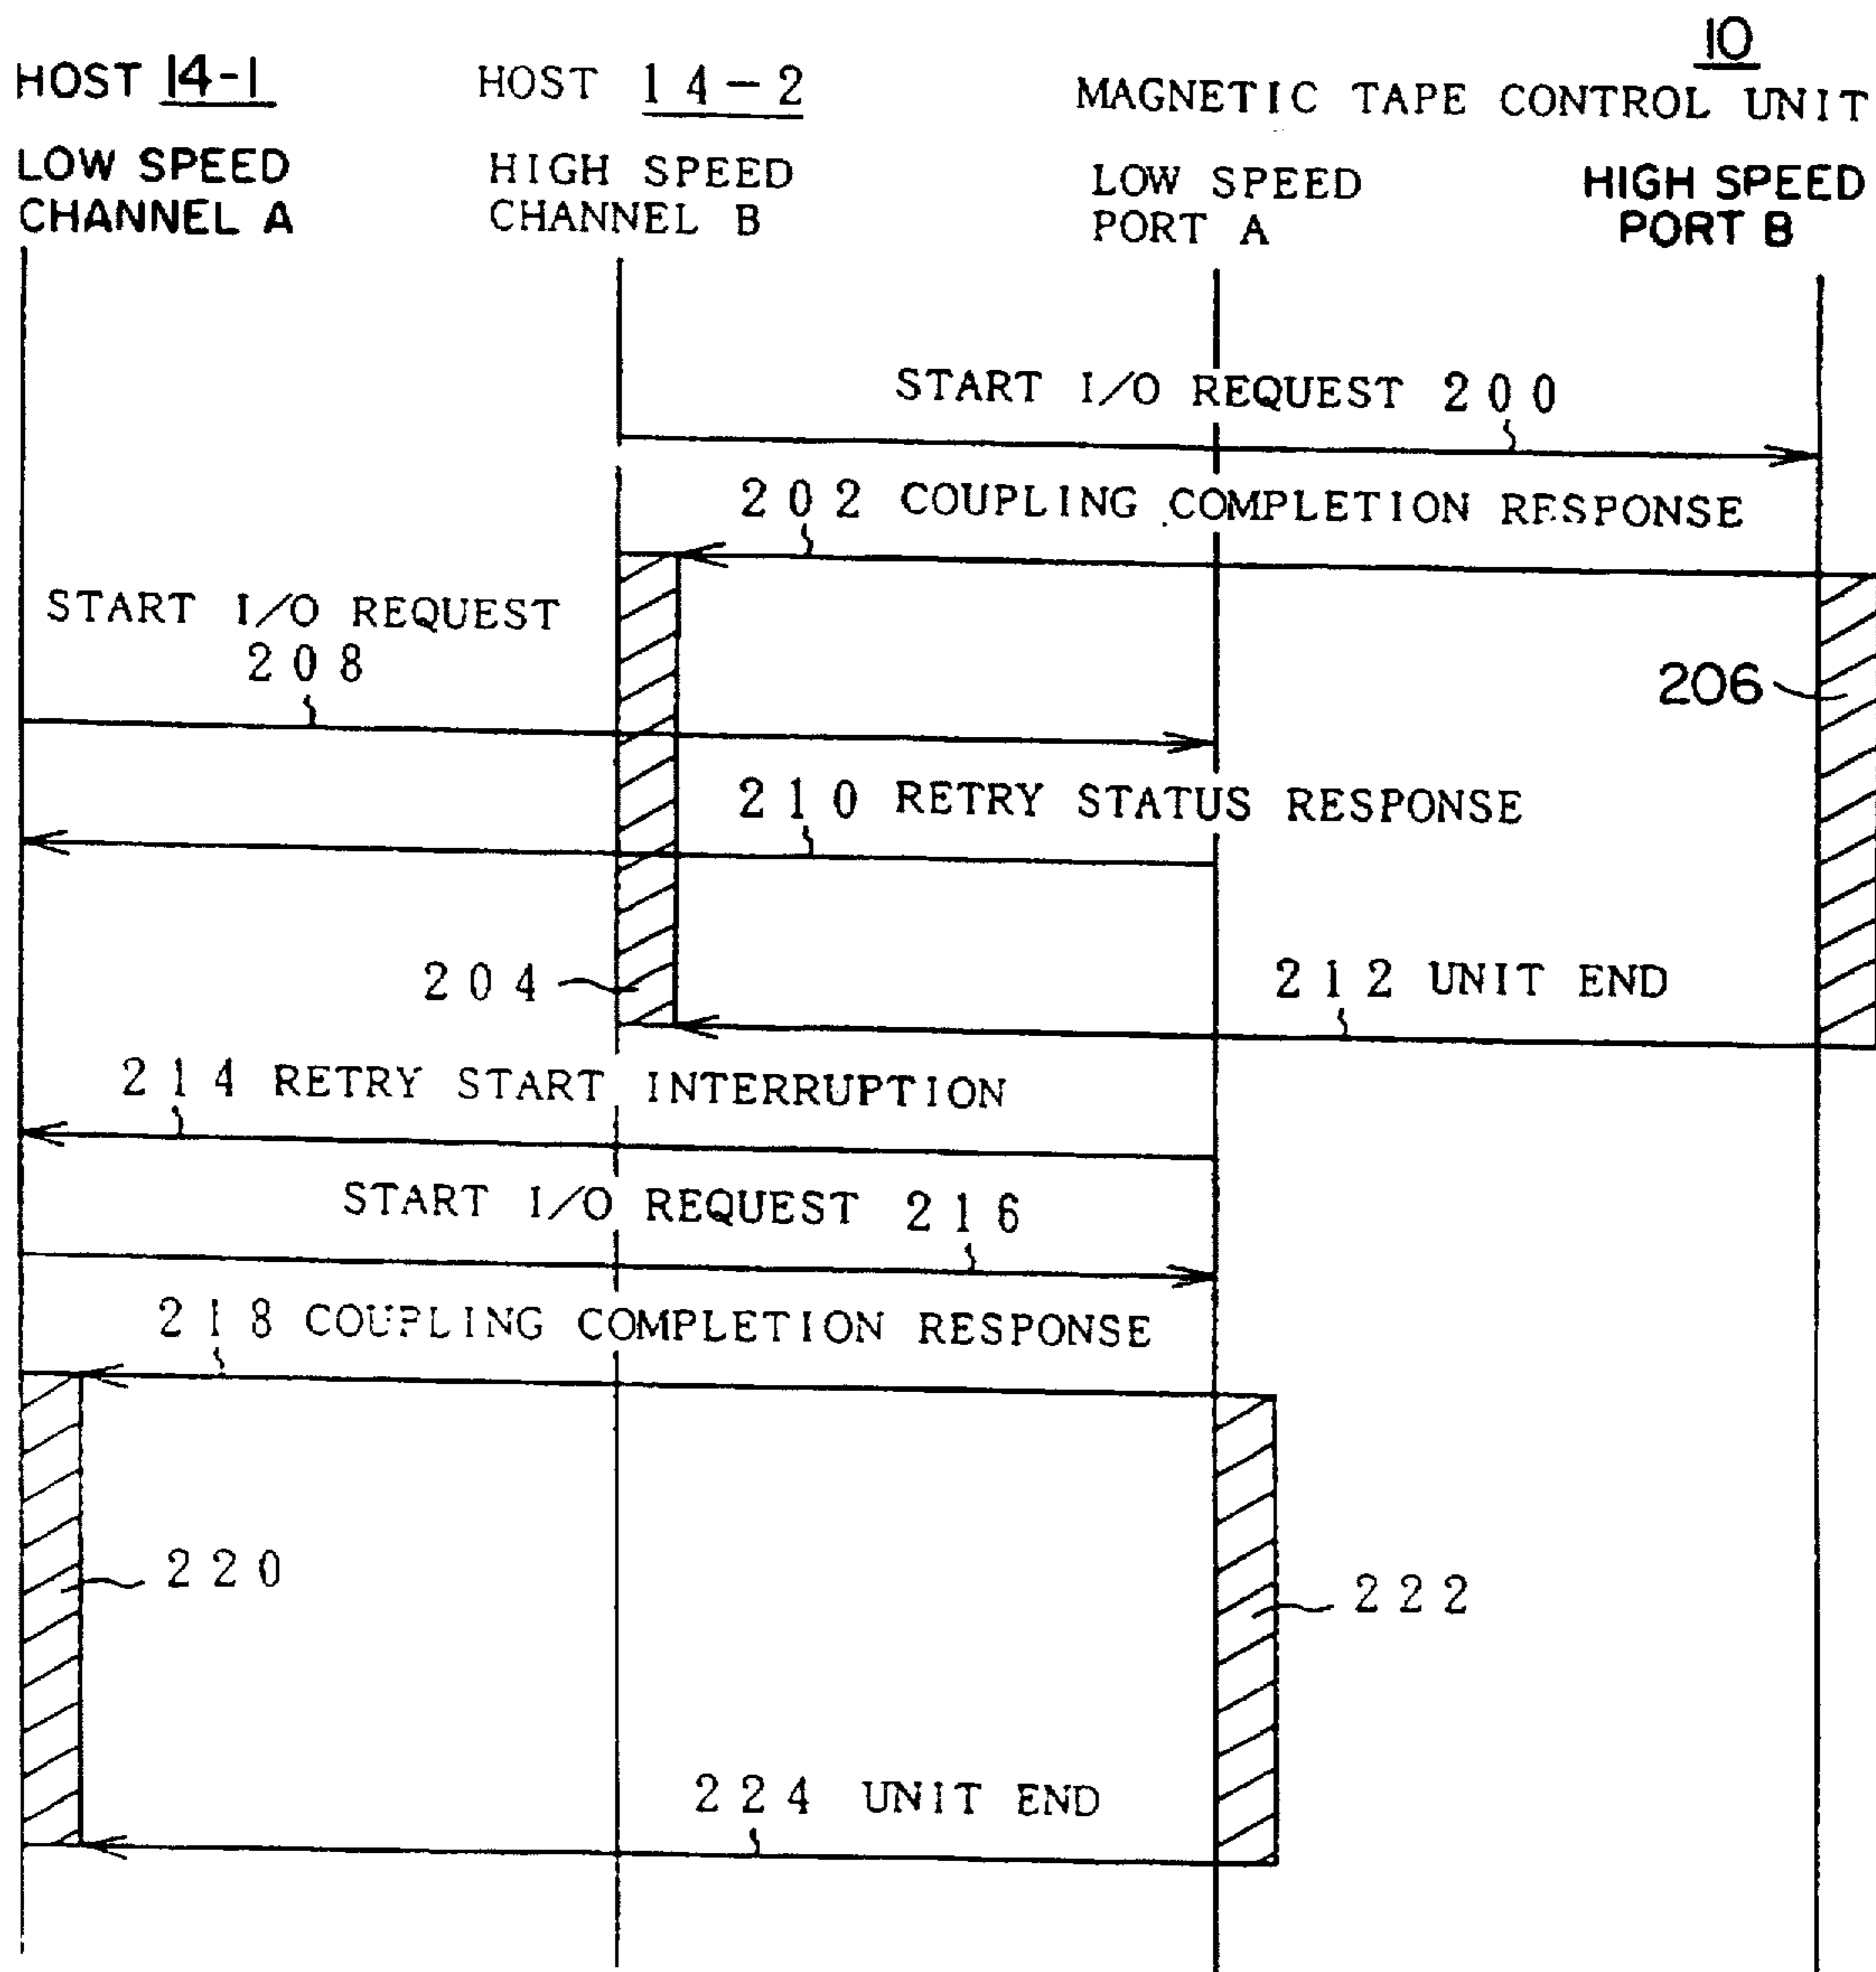 10
HOST 14-1
HOST 14-2
MAGNETIC TAPE CONTROL UNIT
LOW SPEED
CHANNEL A
HIGH SPEED
CHANNEL B
LOW SPEED
PORT A
HIGH SPEED
PORT B
START I/O REQUEST 200
202 COUPLING COMPLETION RESPONSE
START I/O REQUEST
208
206
210 RETRY STATUS RESPONSE
204
212 UNIT END
214 RETRY START INTERRUPTION
START I/O REQUEST 216
218 COUPLING COMPLETION RESPONSE
220
222
224 UNIT END